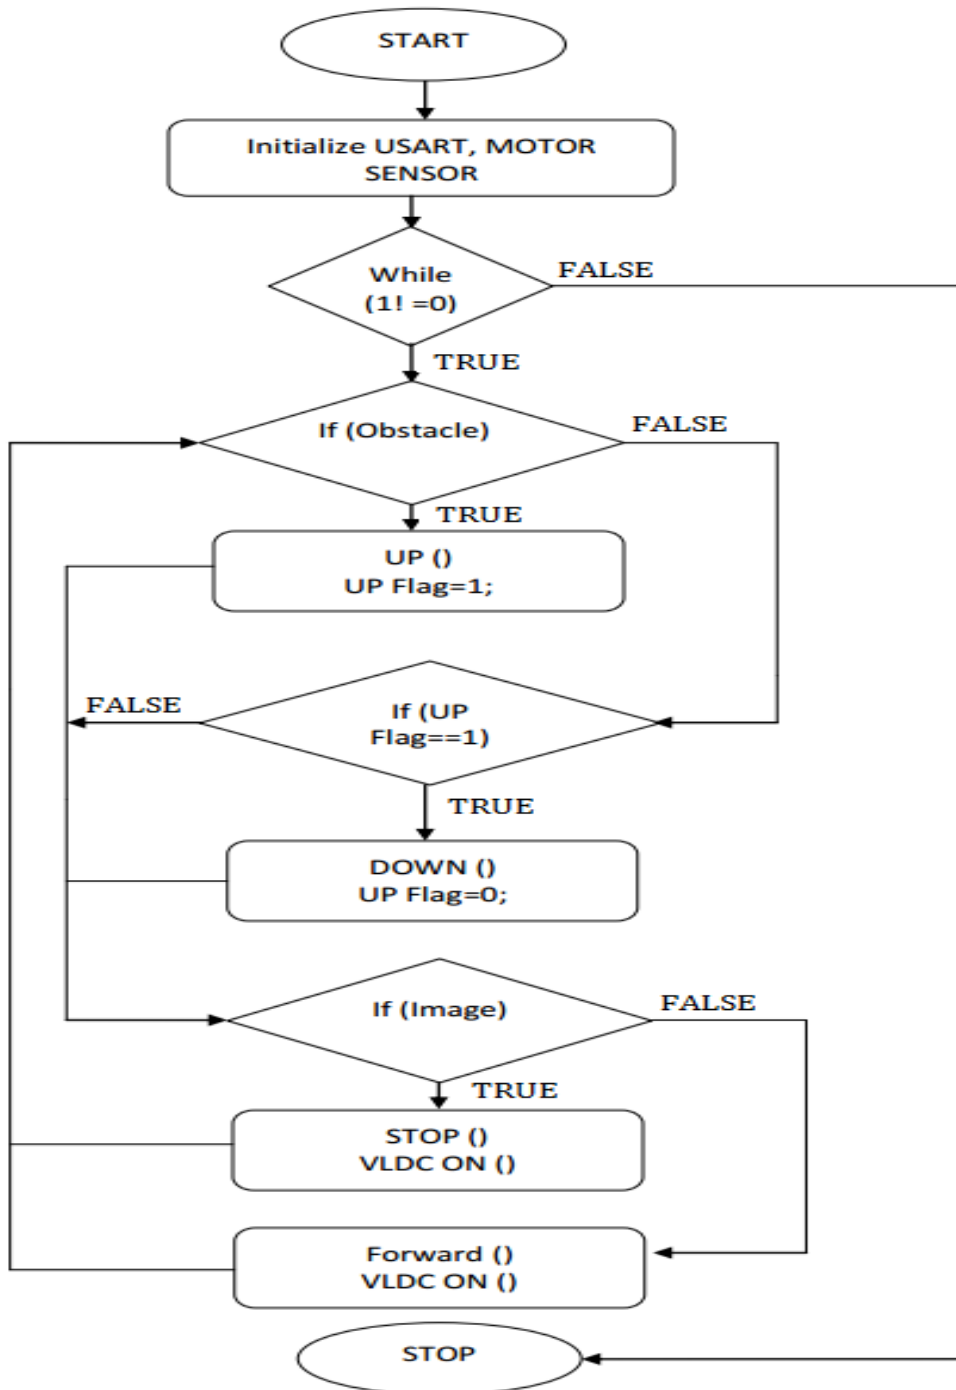 START
Initialize USART, MOTOR
SENSOR
While
(1! =0)
FALSE
TRUE
If (Obstacle)
FALSE
TRUE
UP ()
UP Flag=1;
If (UP
Flag==1)
FALSE
TRUE
DOWN ()
UP Flag=0;
If (Image)
FALSE
TRUE
STOP ()
VLDC ON ()
Forward ()
VLDC ON ()
STOP